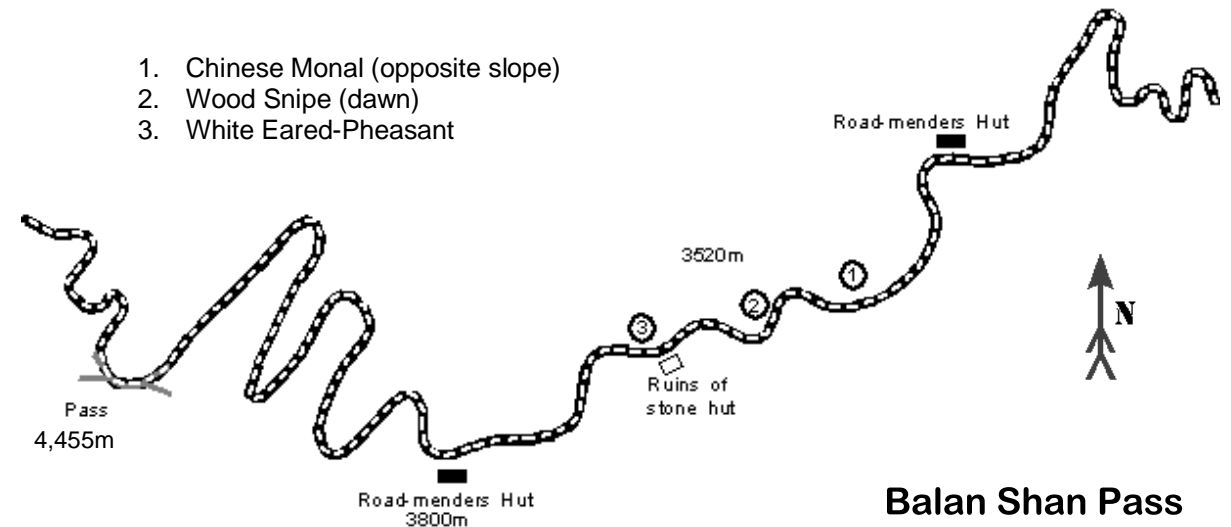 1. Chinese Monal (opposite slope)
2. Wood Snipe (dawn)
3. White Eared-Pheasant
Road-menders Hut
3520m
1
2
3
N
Ruins of
stone hut
Pass
4,455m
Road-menders Hut
3800m
Balan Shan Pass